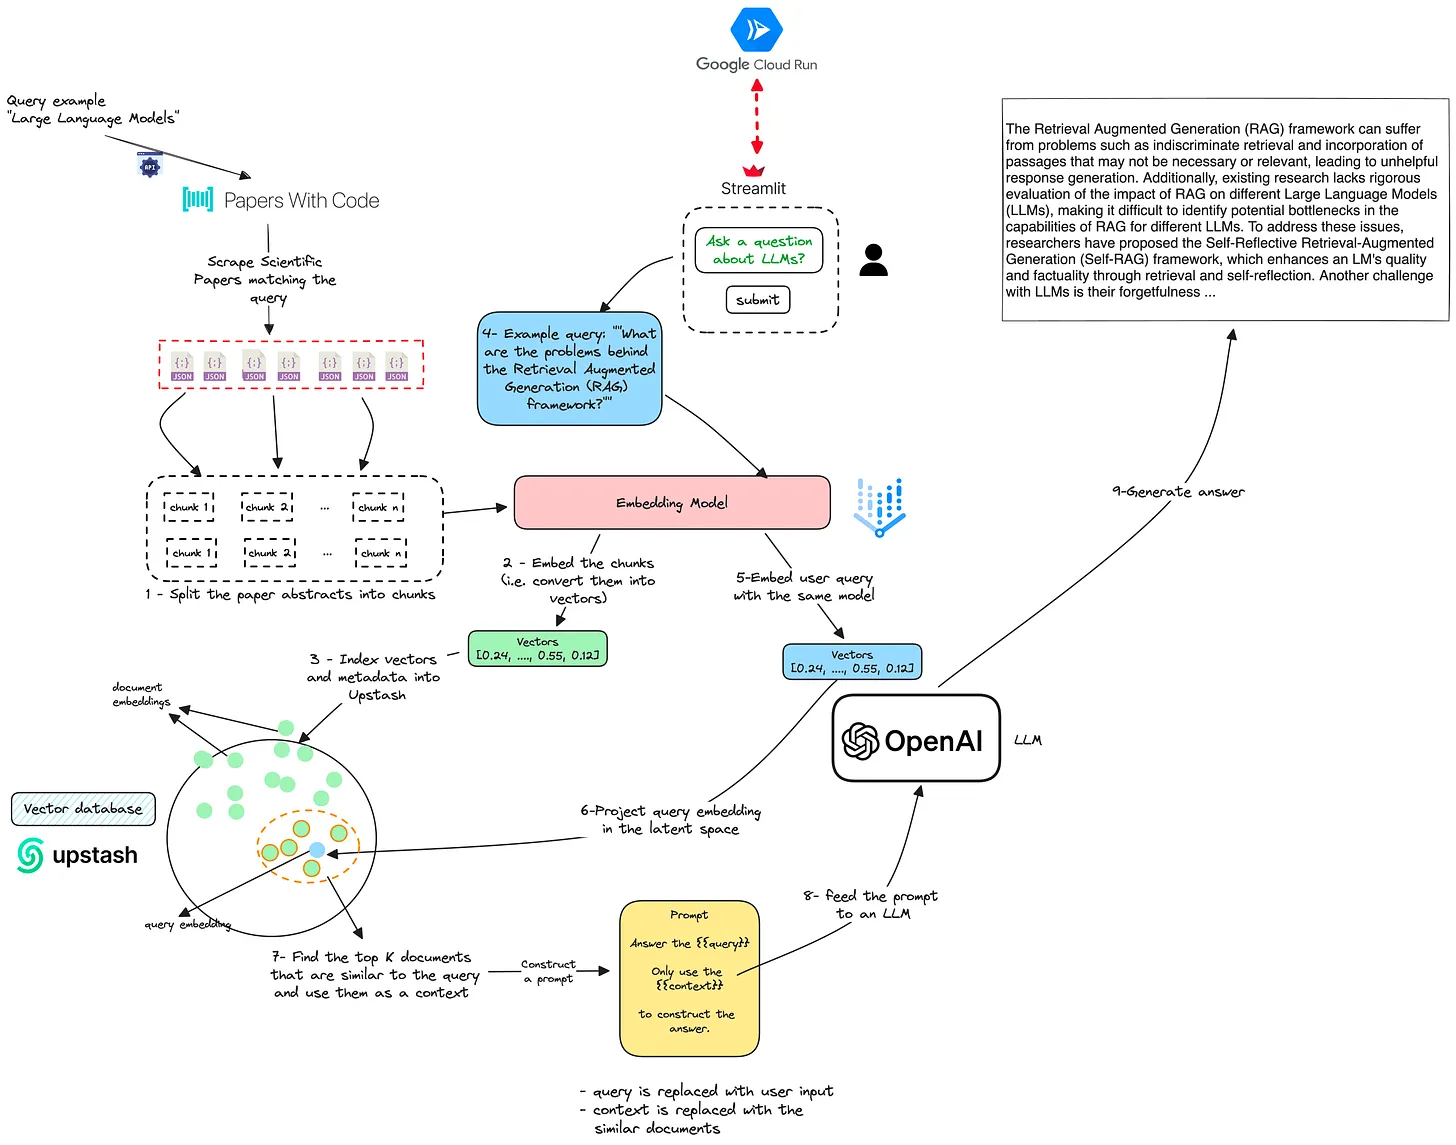 Google Cloud Run
Query example
"Large Language Models"
API
Papers With Code
Scrape Scientific
Papers matching the
query
{;}
JSON
{;}
JSON
{;}
JSON
{;}
JSON
{;}
JSON
{;}
JSON
{;}
JSON
chunk 1
chunk 2
...
chunk n
chunk 1
chunk 2
...
chunk n
1 - Split the paper abstracts into chunks
Streamlit
Ask a question
about LLMs?
submit
4- Example query: ""What
are the problems behind
the Retrieval Augmented
Generation (RAG)
framework?""
Embedding Model
2 - Embed the chunks
(i.e. convert them into
vectors)
Vectors
[0.24, ...., 0.55, 0.12]
3 - Index vectors
and metadata into
Upstash
document
embeddings
Vector database
upstash
query embedding
5-Embed user query
with the same model
Vectors
[0.24, ...., 0.55, 0.12]
6-Project query embedding
in the latent space
7- Find the top K documents
that are similar to the query
and use them as a context
Construct
a prompt
Prompt
Answer the {{query}}
Only use the
{{context}}
to construct the
answer.
- query is replaced with user input
- context is replaced with the
similar documents
8- feed the prompt
to an LLM
OpenAI
LLM
9-Generate answer
The Retrieval Augmented Generation (RAG) framework can suffer
from problems such as indiscriminate retrieval and incorporation of
passages that may not be necessary or relevant, leading to unhelpful
response generation. Additionally, existing research lacks rigorous
evaluation of the impact of RAG on different Large Language Models
(LLMs), making it difficult to identify potential bottlenecks in the
capabilities of RAG for different LLMs. To address these issues,
researchers have proposed the Self-Reflective Retrieval-Augmented
Generation (Self-RAG) framework, which enhances an LM's quality
and factuality through retrieval and self-reflection. Another challenge
with LLMs is their forgetfulness ...